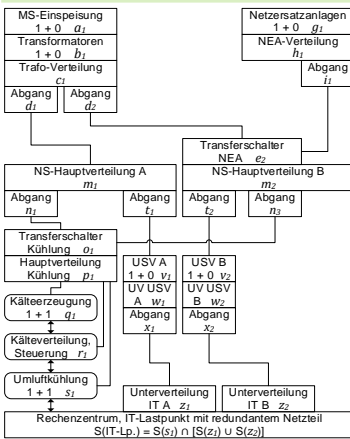 MS-Einspeisung
1 + 0 a1
Transformatoren
1 + 0 b1
Trafo-Verteilung
c1
Abgang
d1
Abgang
d2
Netzersatzanlagen
1 + 0 g1
NEA-Verteilung
h1
Abgang
i1
Transferschalter
NEA e2
NS-Hauptverteilung A
m1
NS-Hauptverteilung B
m2
Abgang
n1
Abgang
t1
Abgang
t2
Abgang
n3
Transferschalter
Kühlung o1
Hauptverteilung
Kühlung p1
USV A
1 + 0 v1
UV USV
A w1
Abgang
x1
USV B
1 + 0 v2
UV USV
B w2
Abgang
x2
Kälteerzeugung
1 + 1 q1
Kälteverteilung,
Steuerung r1
Umluftkühlung
1 + 1 s1
Unterverteilung
IT A z1
Unterverteilung
IT B z2
Rechenzentrum, IT-Lastpunkt mit redundantem Netzteil
S(IT-Lp.) = S(s1) ∩ [S(z1) ∪ S(z2)]